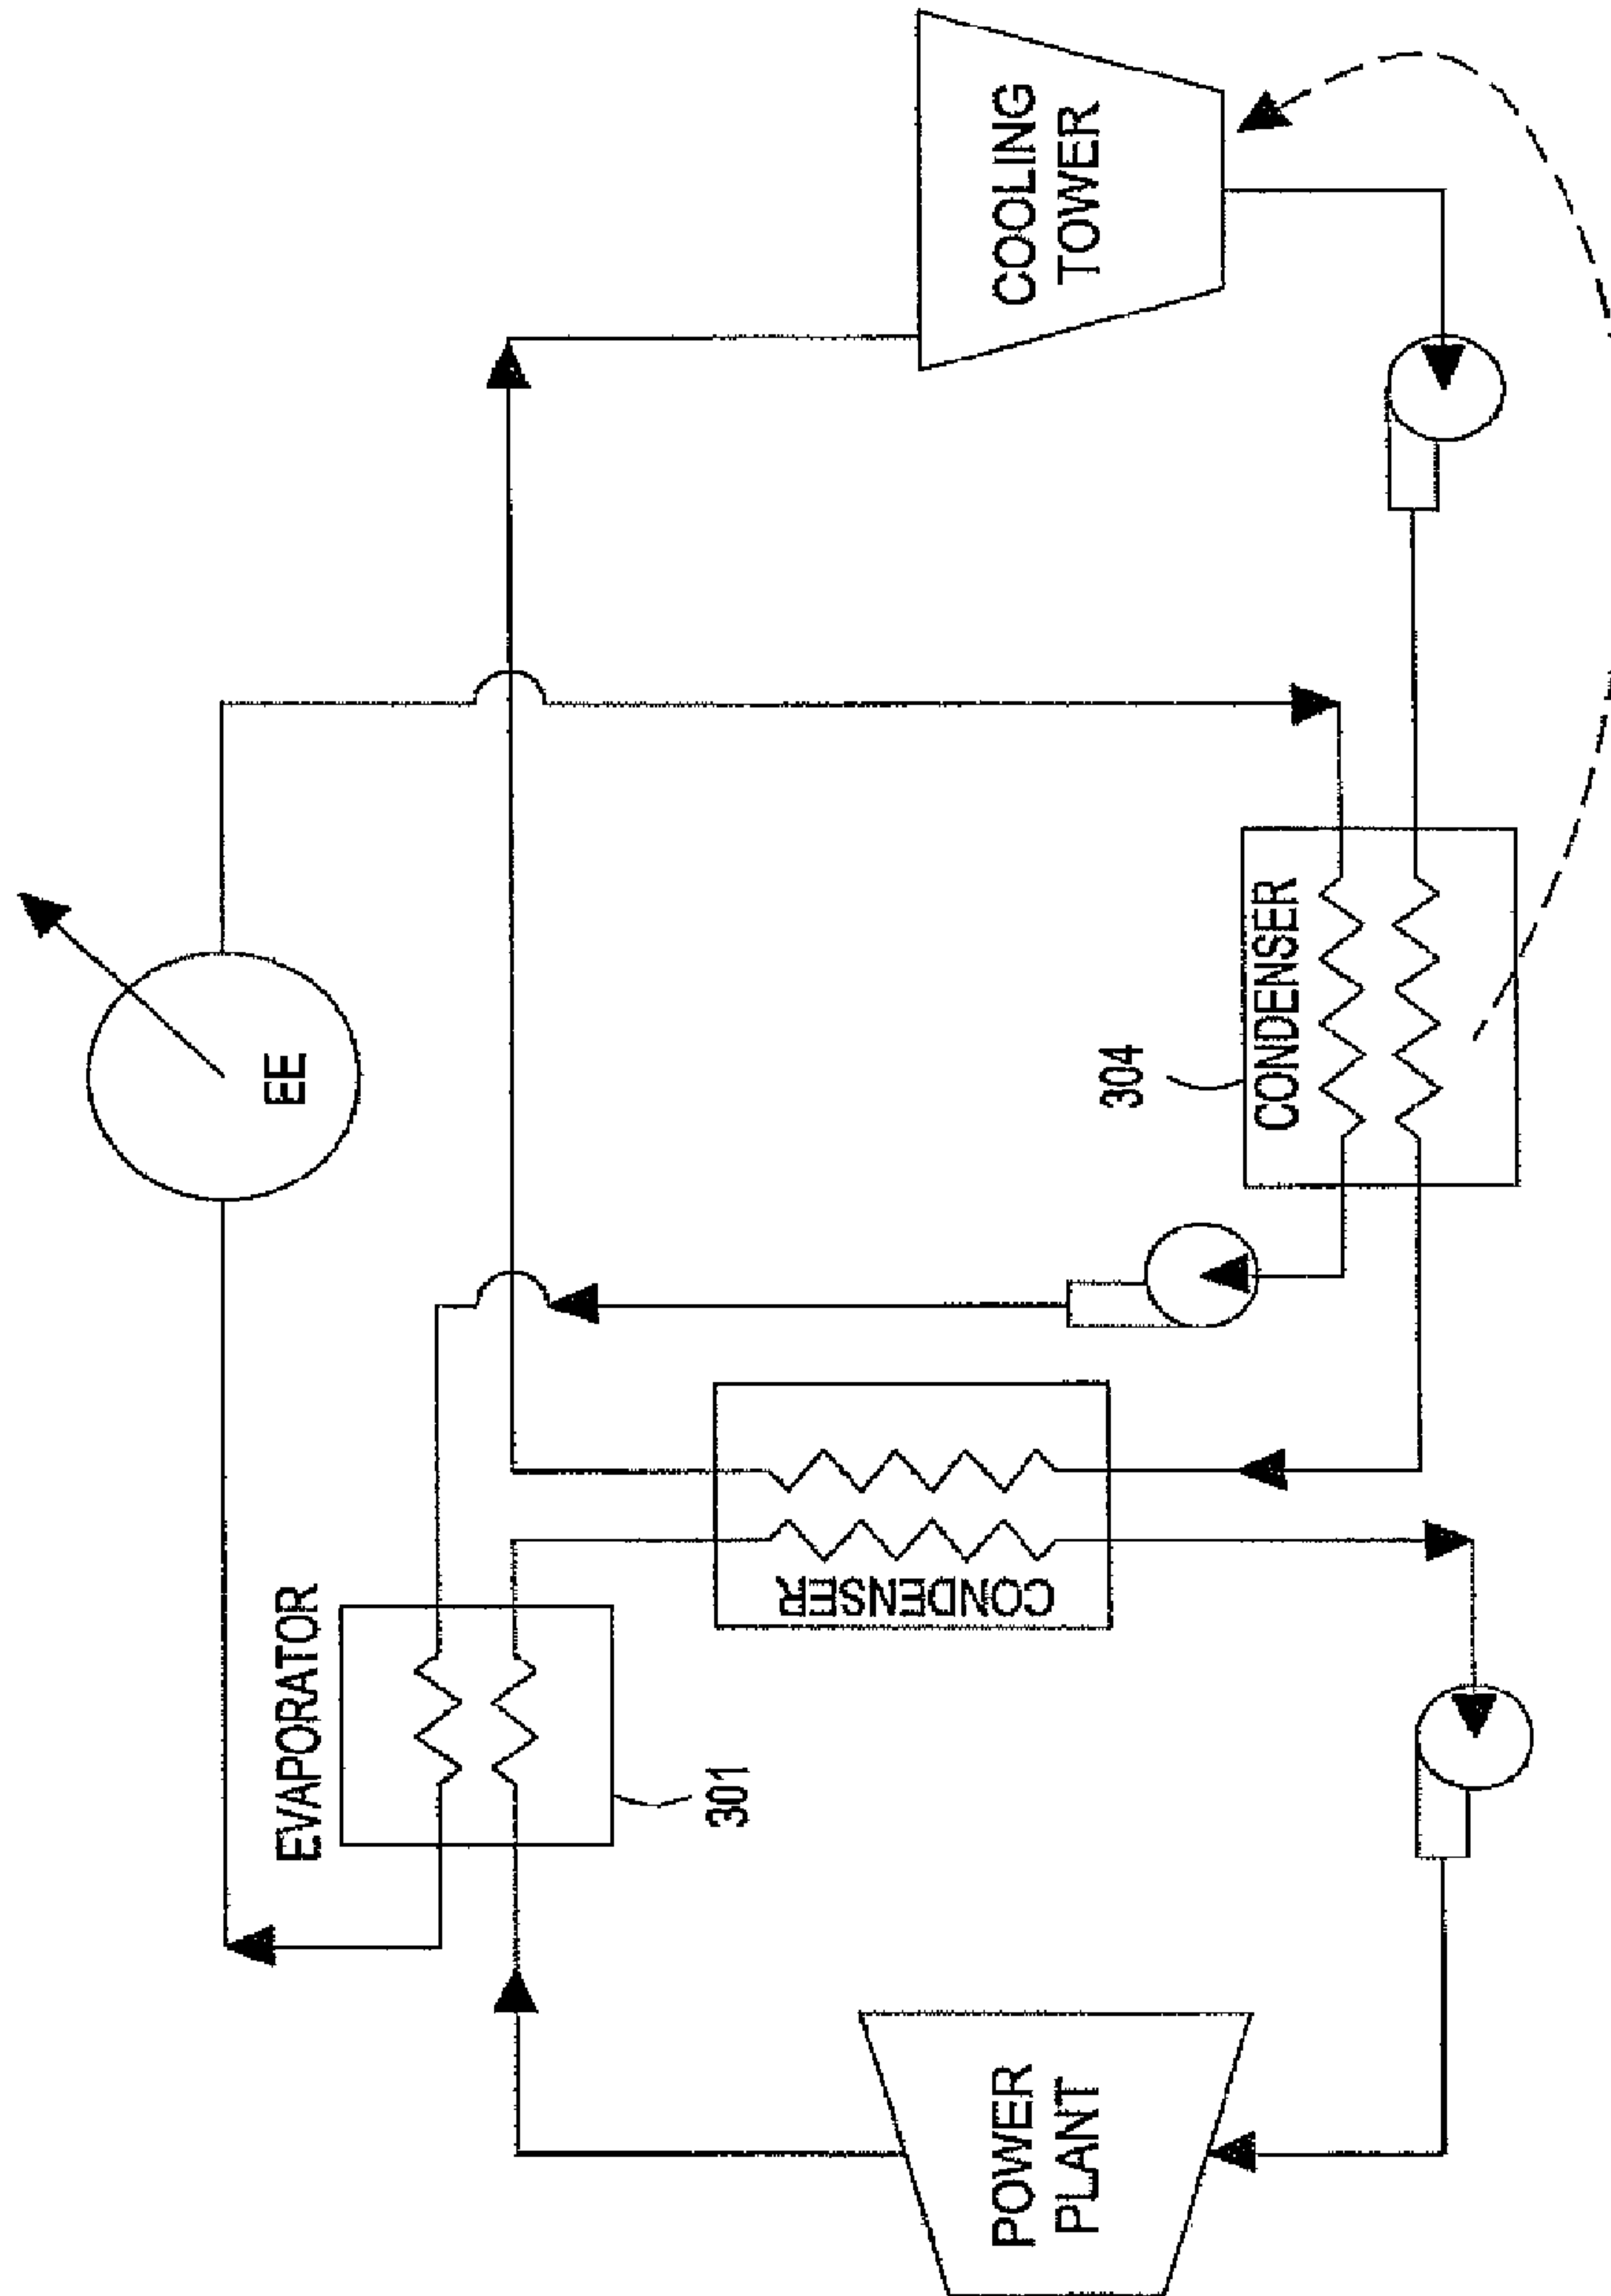 EE
EVAPORATOR
301
CONDENSER
304
CONDENSER
COOLING
TOWER
POWER
PLANT